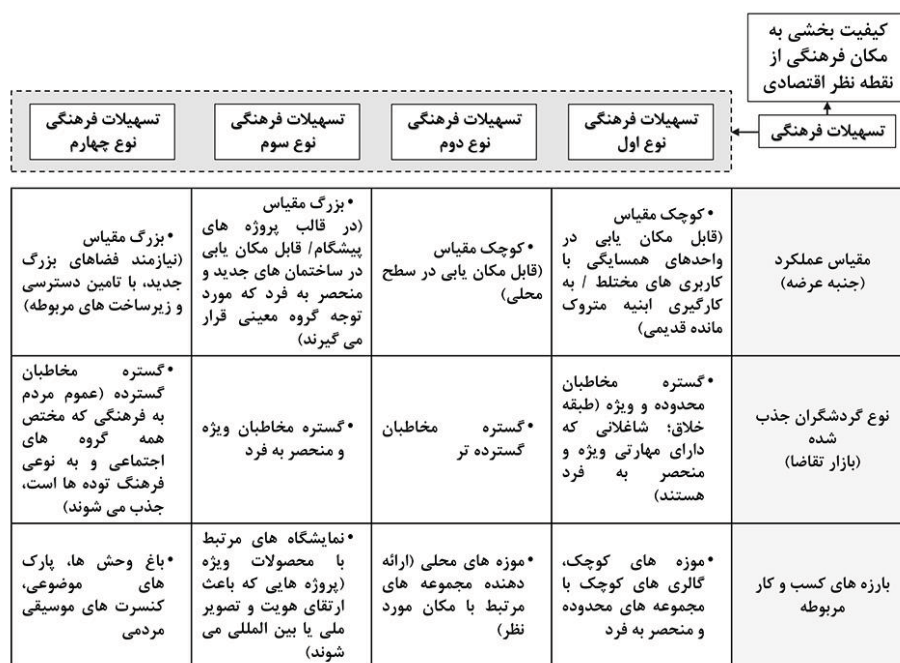 کیفیت بخشی به
مکان فرهنگی از
نقطه نظر اقتصادی
تسهیلات فرهنگی
تسهیلات فرهنگی
نوع اول
تسهیلات فرهنگی
نوع دوم
تسهیلات فرهنگی
نوع سوم
تسهیلات فرهنگی
نوع چهارم
مقیاس عملکرد
(جنبه عرضه)
•کوچک مقیاس
(قابل مکان یابی در
واحدهای همسایگی با
کاربری های مختلط / به
کارگیری ابنیه متروک
مانده قدیمی)
•کوچک مقیاس
(قابل مکان یابی در سطح
محلی)
•بزرگ مقیاس
(در قالب پروژه های
پیشگام/ قابل مکان یابی
در ساختمان های جدید و
منحصر به فرد که مورد
توجه گروه معینی قرار
می گیرند)
•بزرگ مقیاس
(نیازمند فضاهای بزرگ
جدید، با تامین دسترسی
و زیرساخت های مربوطه)
نوع گردشگران جذب
شده
(بازار تقاضا)
•گستره مخاطبان
محدوده و ویژه (طبقه
خلاق؛ شاغلانی که
دارای مهارتی ویژه و
منحصر به فرد
هستند)
•گستره مخاطبان
گسترده تر
•گستره مخاطبان ویژه
و منحصر به فرد
•گستره مخاطبان
گسترده (عموم مردم
به فرهنگی که مختص
همه گروه های
اجتماعی و به نوعی
فرهنگ توده ها است،
جذب می شوند)
بارزه های کسب و کار
مربوطه
•موزه های کوچک،
گالری های کوچک با
مجموعه های محدوده
و منحصر به فرد
•موزه های محلی (ارائه
دهنده مجموعه های
مرتبط با مکان مورد
نظر)
•نمایشگاه های مرتبط
با محصولات ویژه
(پروژه هایی که باعث
ارتقای هویت و تصویر
ملی یا بین المللی می
شوند)
•باغ وحش ها، پارک
های موضوعی،
کنسرت های موسیقی
مردمی